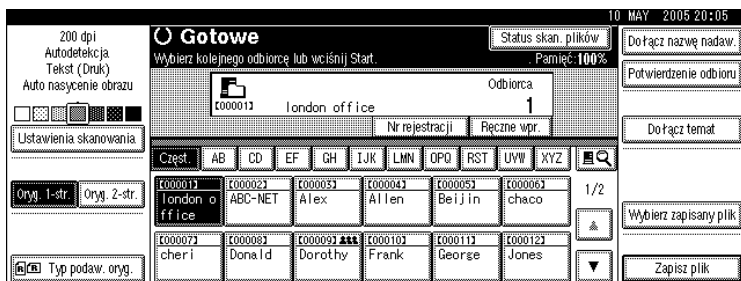 10 MAY 2005 20:05
200 dpi
Autodetekcja
Tekst (Druk)
Auto nasycenie obrazu
Ustawienia skanowania
Oryg. 1-str. Oryg. 2-str.
Typ podaw. oryg.
Gotowe
Status skan. plików
Wybierz kolejnego odbiorcę lub wciśnij Start.
. Pamięć:100%
Odbiorca
[00001] london office
1
Nr rejestracji Ręczne wpr.
Częst. AB CD EF GH IJK LMN OPQ RST UVW XYZ
[00001] [00002] [00003] [00004] [00005] [00006]
london o ABC-NET Alex Allen Beijin chaco
ffice
1/2
[00007] [00008] [00009] [00010] [00011] [00012]
cheri Donald Dorothy Frank George Jones
Dołącz nazwę nadaw.
Potwierdzenie odbioru
Dołącz temat
Wybierz zapisany plik
Zapisz plik